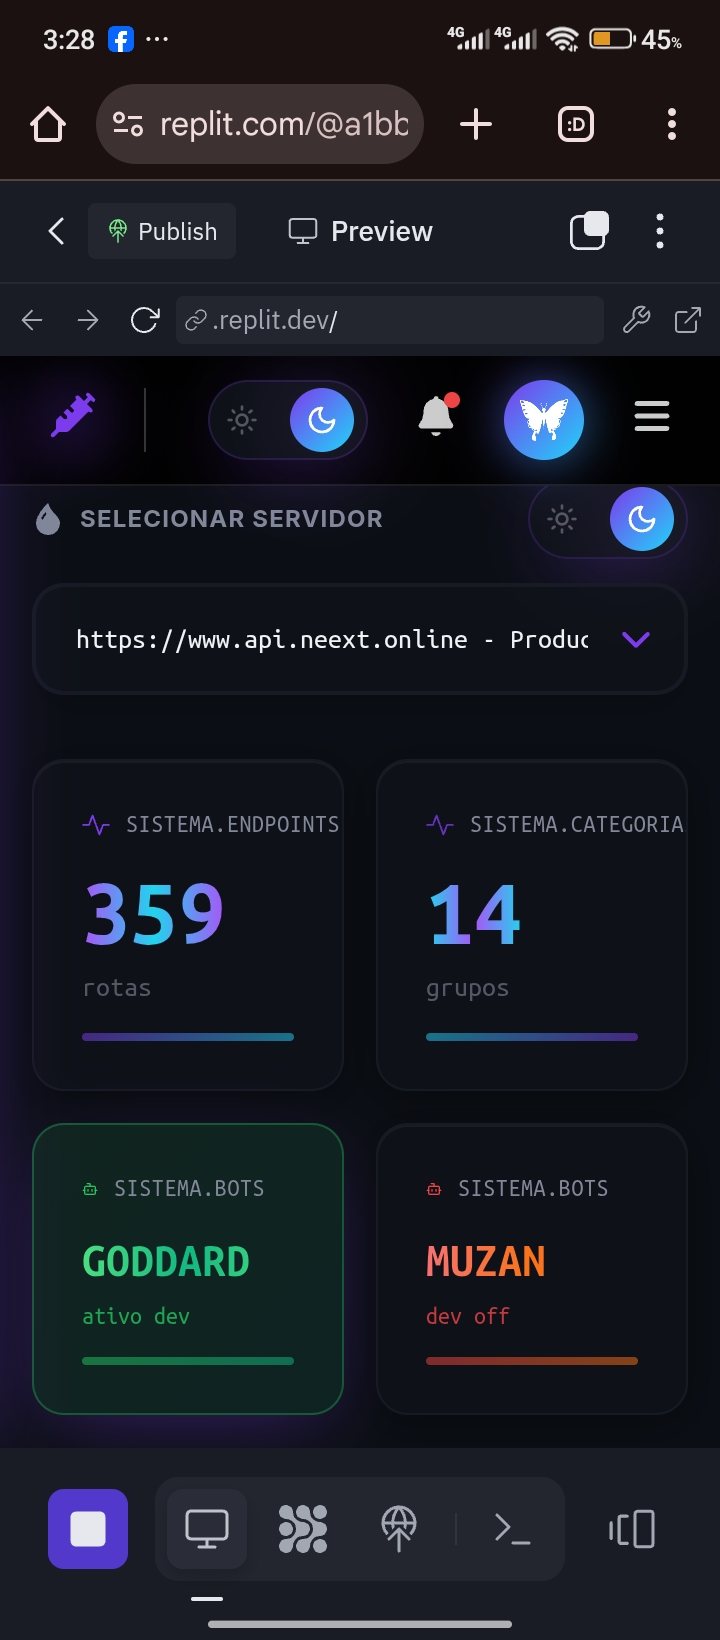 3:28
4G 4G 45%
replit.com/@a1bb
:D
Publish
Preview
.replit.dev/
SELECIONAR SERVIDOR
https://www.api.neext.online - Produc
SISTEMA.ENDPOINTS
359
rotas
SISTEMA.CATEGORIA
14
grupos
SISTEMA.BOTS
GODDARD
ativo dev
SISTEMA.BOTS
MUZAN
dev off